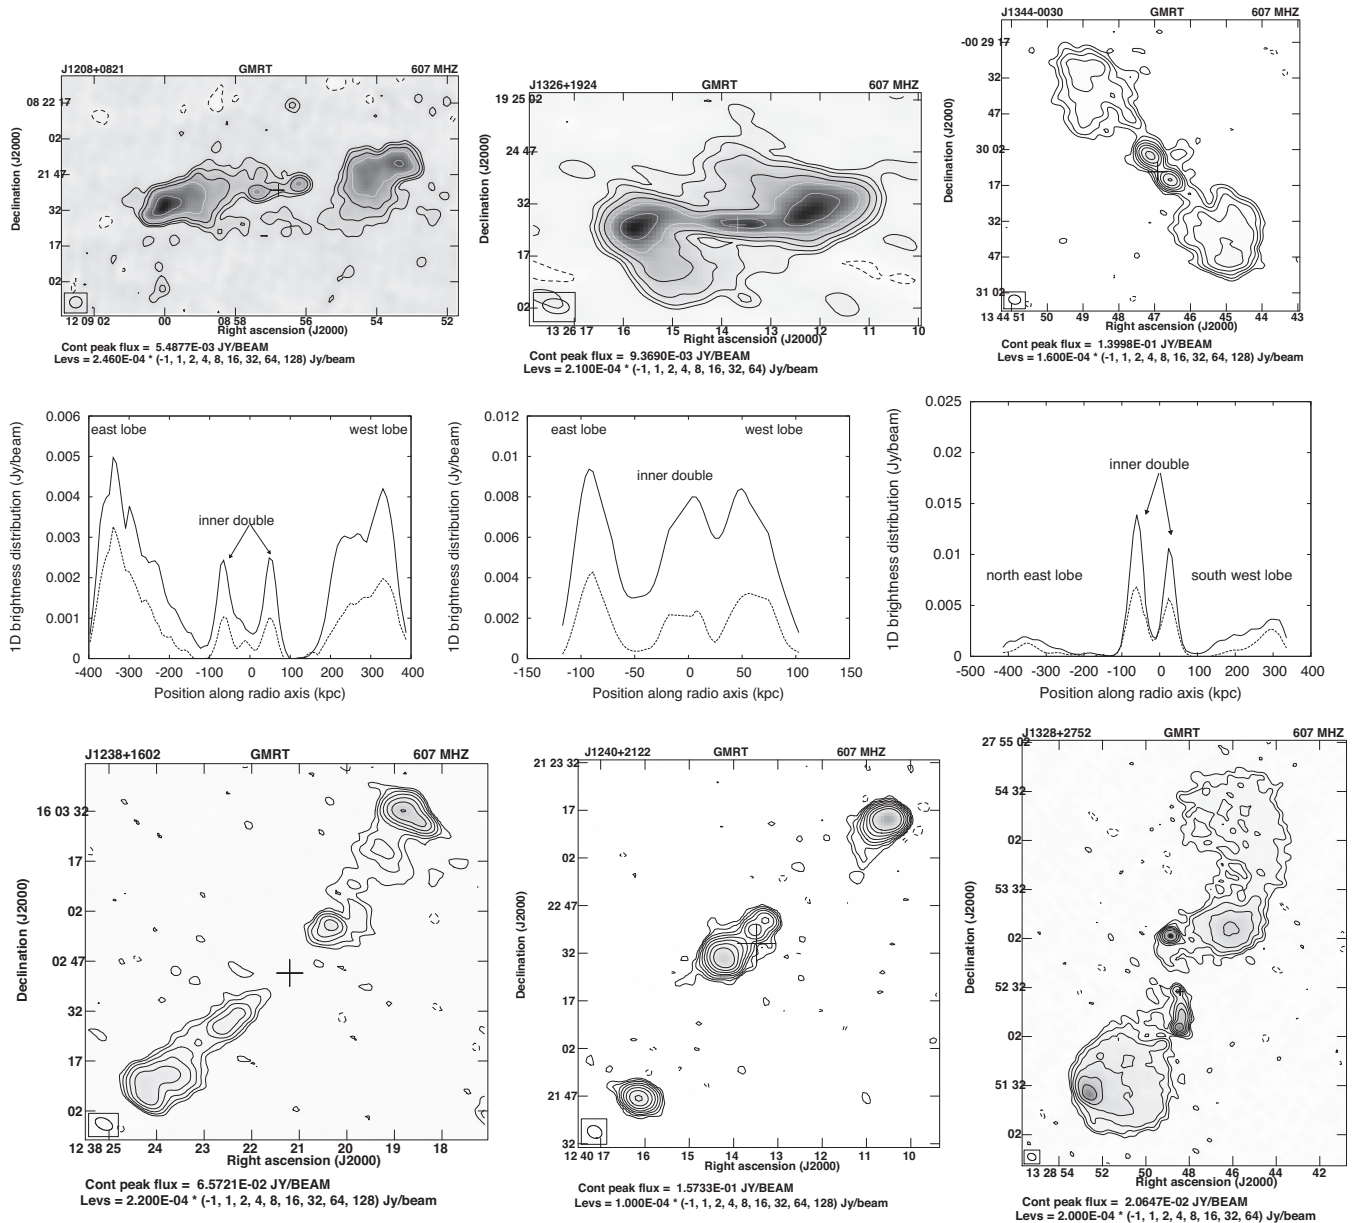 J1208+0821 GMRT 607 MHZ
Declination (J2000)
08 22 17
02
21 47
32
17
02
12 09 02 00 08 58 56 54 52
Right ascension (J2000)
Cont peak flux = 5.4877E-03 JY/BEAM
Levs = 2.460E-04 * (-1, 1, 2, 4, 8, 16, 32, 64, 128) Jy/beam
J1326+1924 GMRT 607 MHZ
Declination (J2000)
19 25 02
24 47
32
17
02
13 26 17 16 15 14 13 12 11 10
Right ascension (J2000)
Cont peak flux = 9.3690E-03 JY/BEAM
Levs = 2.100E-04 * (-1, 1, 2, 4, 8, 16, 32, 64) Jy/beam
J1344-0030 GMRT 607 MHZ
Declination (J2000)
-00 29 17
32
47
30 02
17
32
47
31 02
13 44 51 50 49 48 47 46 45 44 43
Right ascension (J2000)
Cont peak flux = 1.3998E-01 JY/BEAM
Levs = 1.600E-04 * (-1, 1, 2, 4, 8, 16, 32, 64, 128) Jy/beam
1D brightness distribution (Jy/beam)
0.006
0.005
0.004
0.003
0.002
0.001
0
east lobe west lobe
inner double
-400 -300 -200 -100 0 100 200 300 400
Position along radio axis (kpc)
1D brightness distribution (Jy/beam)
0.012
0.01
0.008
0.006
0.004
0.002
0
east lobe west lobe
inner double
-150 -100 -50 0 50 100 150
Position along radio axis (kpc)
1D brightness distribution (Jy/beam)
0.025
0.02
0.015
0.01
0.005
0
inner double
north east lobe south west lobe
-500 -400 -300 -200 -100 0 100 200 300 400
Position along radio axis (kpc)
J1238+1602 GMRT 607 MHZ
Declination (J2000)
16 03 32
17
02
02 47
32
17
02
12 38 25 24 23 22 21 20 19 18
Right ascension (J2000)
Cont peak flux = 6.5721E-02 JY/BEAM
Levs = 2.200E-04 * (-1, 1, 2, 4, 8, 16, 32, 64, 128) Jy/beam
J1240+2122 GMRT 607 MHZ
Declination (J2000)
21 23 32
17
02
22 47
32
17
02
21 47
32
12 40 17 16 15 14 13 12 11 10
Right ascension (J2000)
Cont peak flux = 1.5733E-01 JY/BEAM
Levs = 1.000E-04 * (-1, 1, 2, 4, 8, 16, 32, 64, 128) Jy/beam
J1328+2752 GMRT 607 MHZ
Declination (J2000)
27 55 02
54 32
02
53 32
02
52 32
02
51 32
02
13 28 54 52 50 48 46 44 42
Right ascension (J2000)
Cont peak flux = 2.0647E-02 JY/BEAM
Levs = 2.000E-04 * (-1, 1, 2, 4, 8, 16, 32, 64) Jy/beam